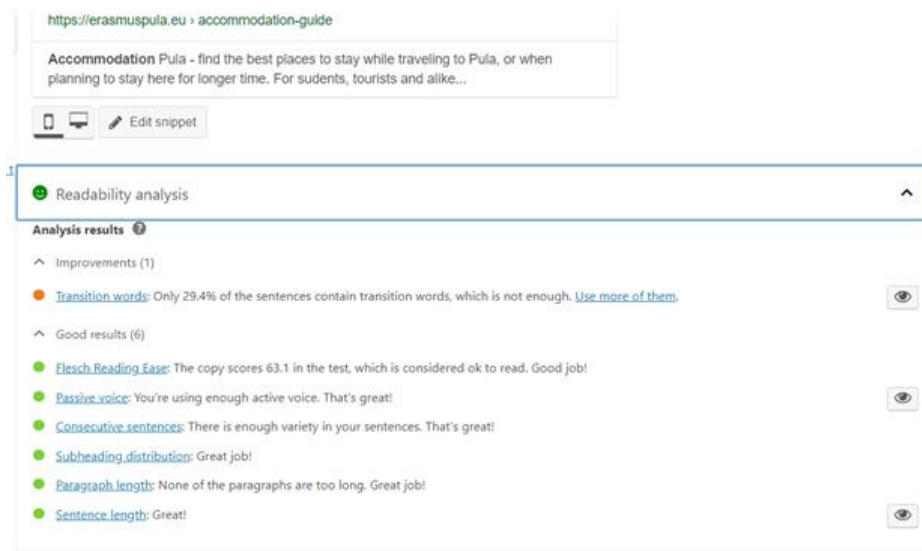 https://erasmuspula.eu › accommodation-guide
Accommodation Pula - find the best places to stay while traveling to Pula, or when
planning to stay here for longer time. For sudents, tourists and alike...
Edit snippet
Readability analysis
Analysis results
Improvements (1)
Transition words: Only 29.4% of the sentences contain transition words, which is not enough. Use more of them.
Good results (6)
Flesch Reading Ease: The copy scores 63.1 in the test, which is considered ok to read. Good job!
Passive voice: You're using enough active voice. That's great!
Consecutive sentences: There is enough variety in your sentences. That's great!
Subheading distribution: Great job!
Paragraph length: None of the paragraphs are too long. Great job!
Sentence length: Great!